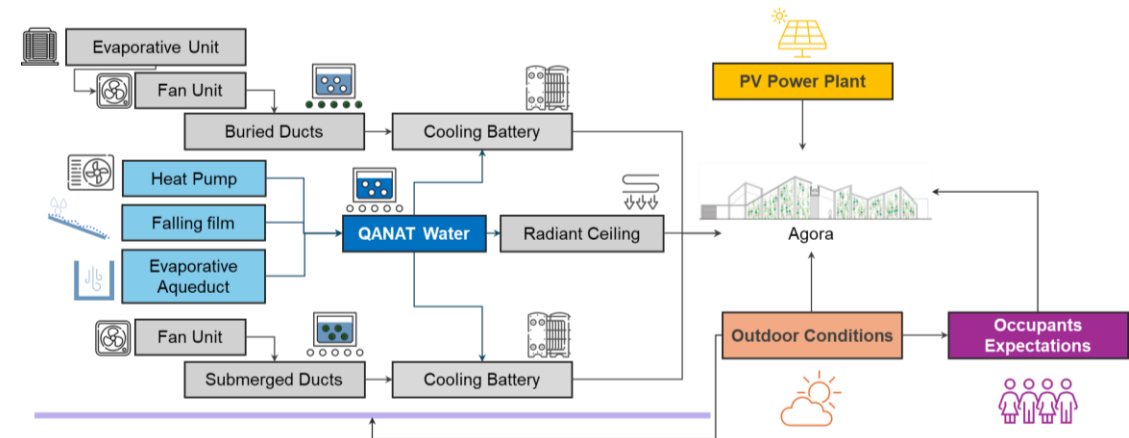 Evaporative Unit
Fan Unit
Buried Ducts
Cooling Battery
PV Power Plant
Heat Pump
Falling film
Evaporative
Aqueduct
QANAT Water
Radiant Ceiling
Agora
Fan Unit
Submerged Ducts
Cooling Battery
Outdoor Conditions
Occupants
Expectations